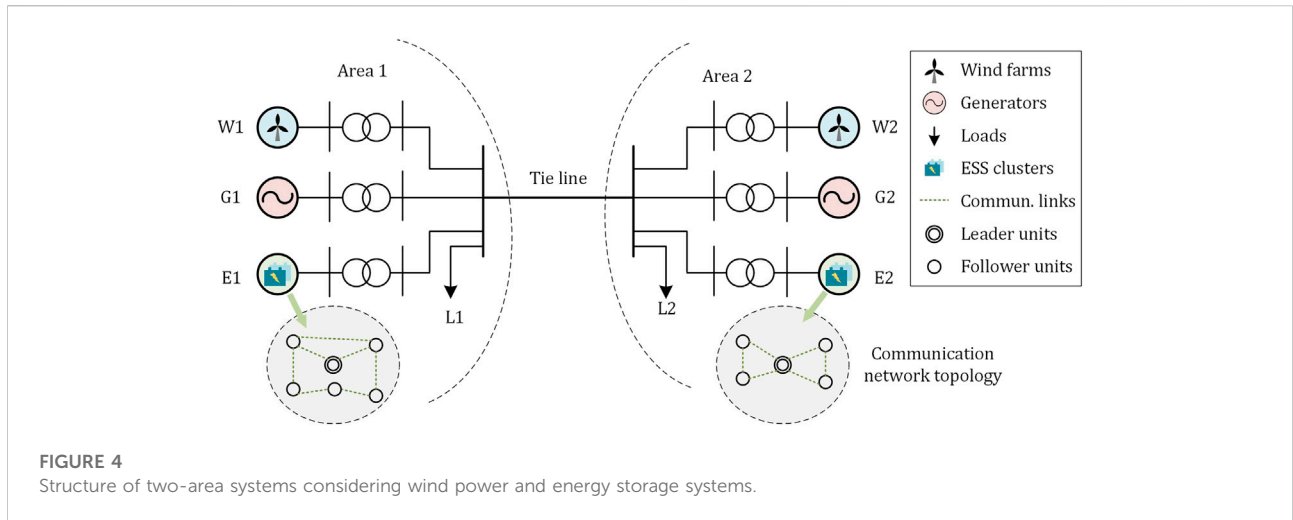 Area 1
Area 2
W1
G1
E1
L1
Tie line
L2
W2
G2
E2
Wind farms
Generators
Loads
ESS clusters
Commun. links
Leader units
Follower units
Communication
network topology
FIGURE 4
Structure of two-area systems considering wind power and energy storage systems.